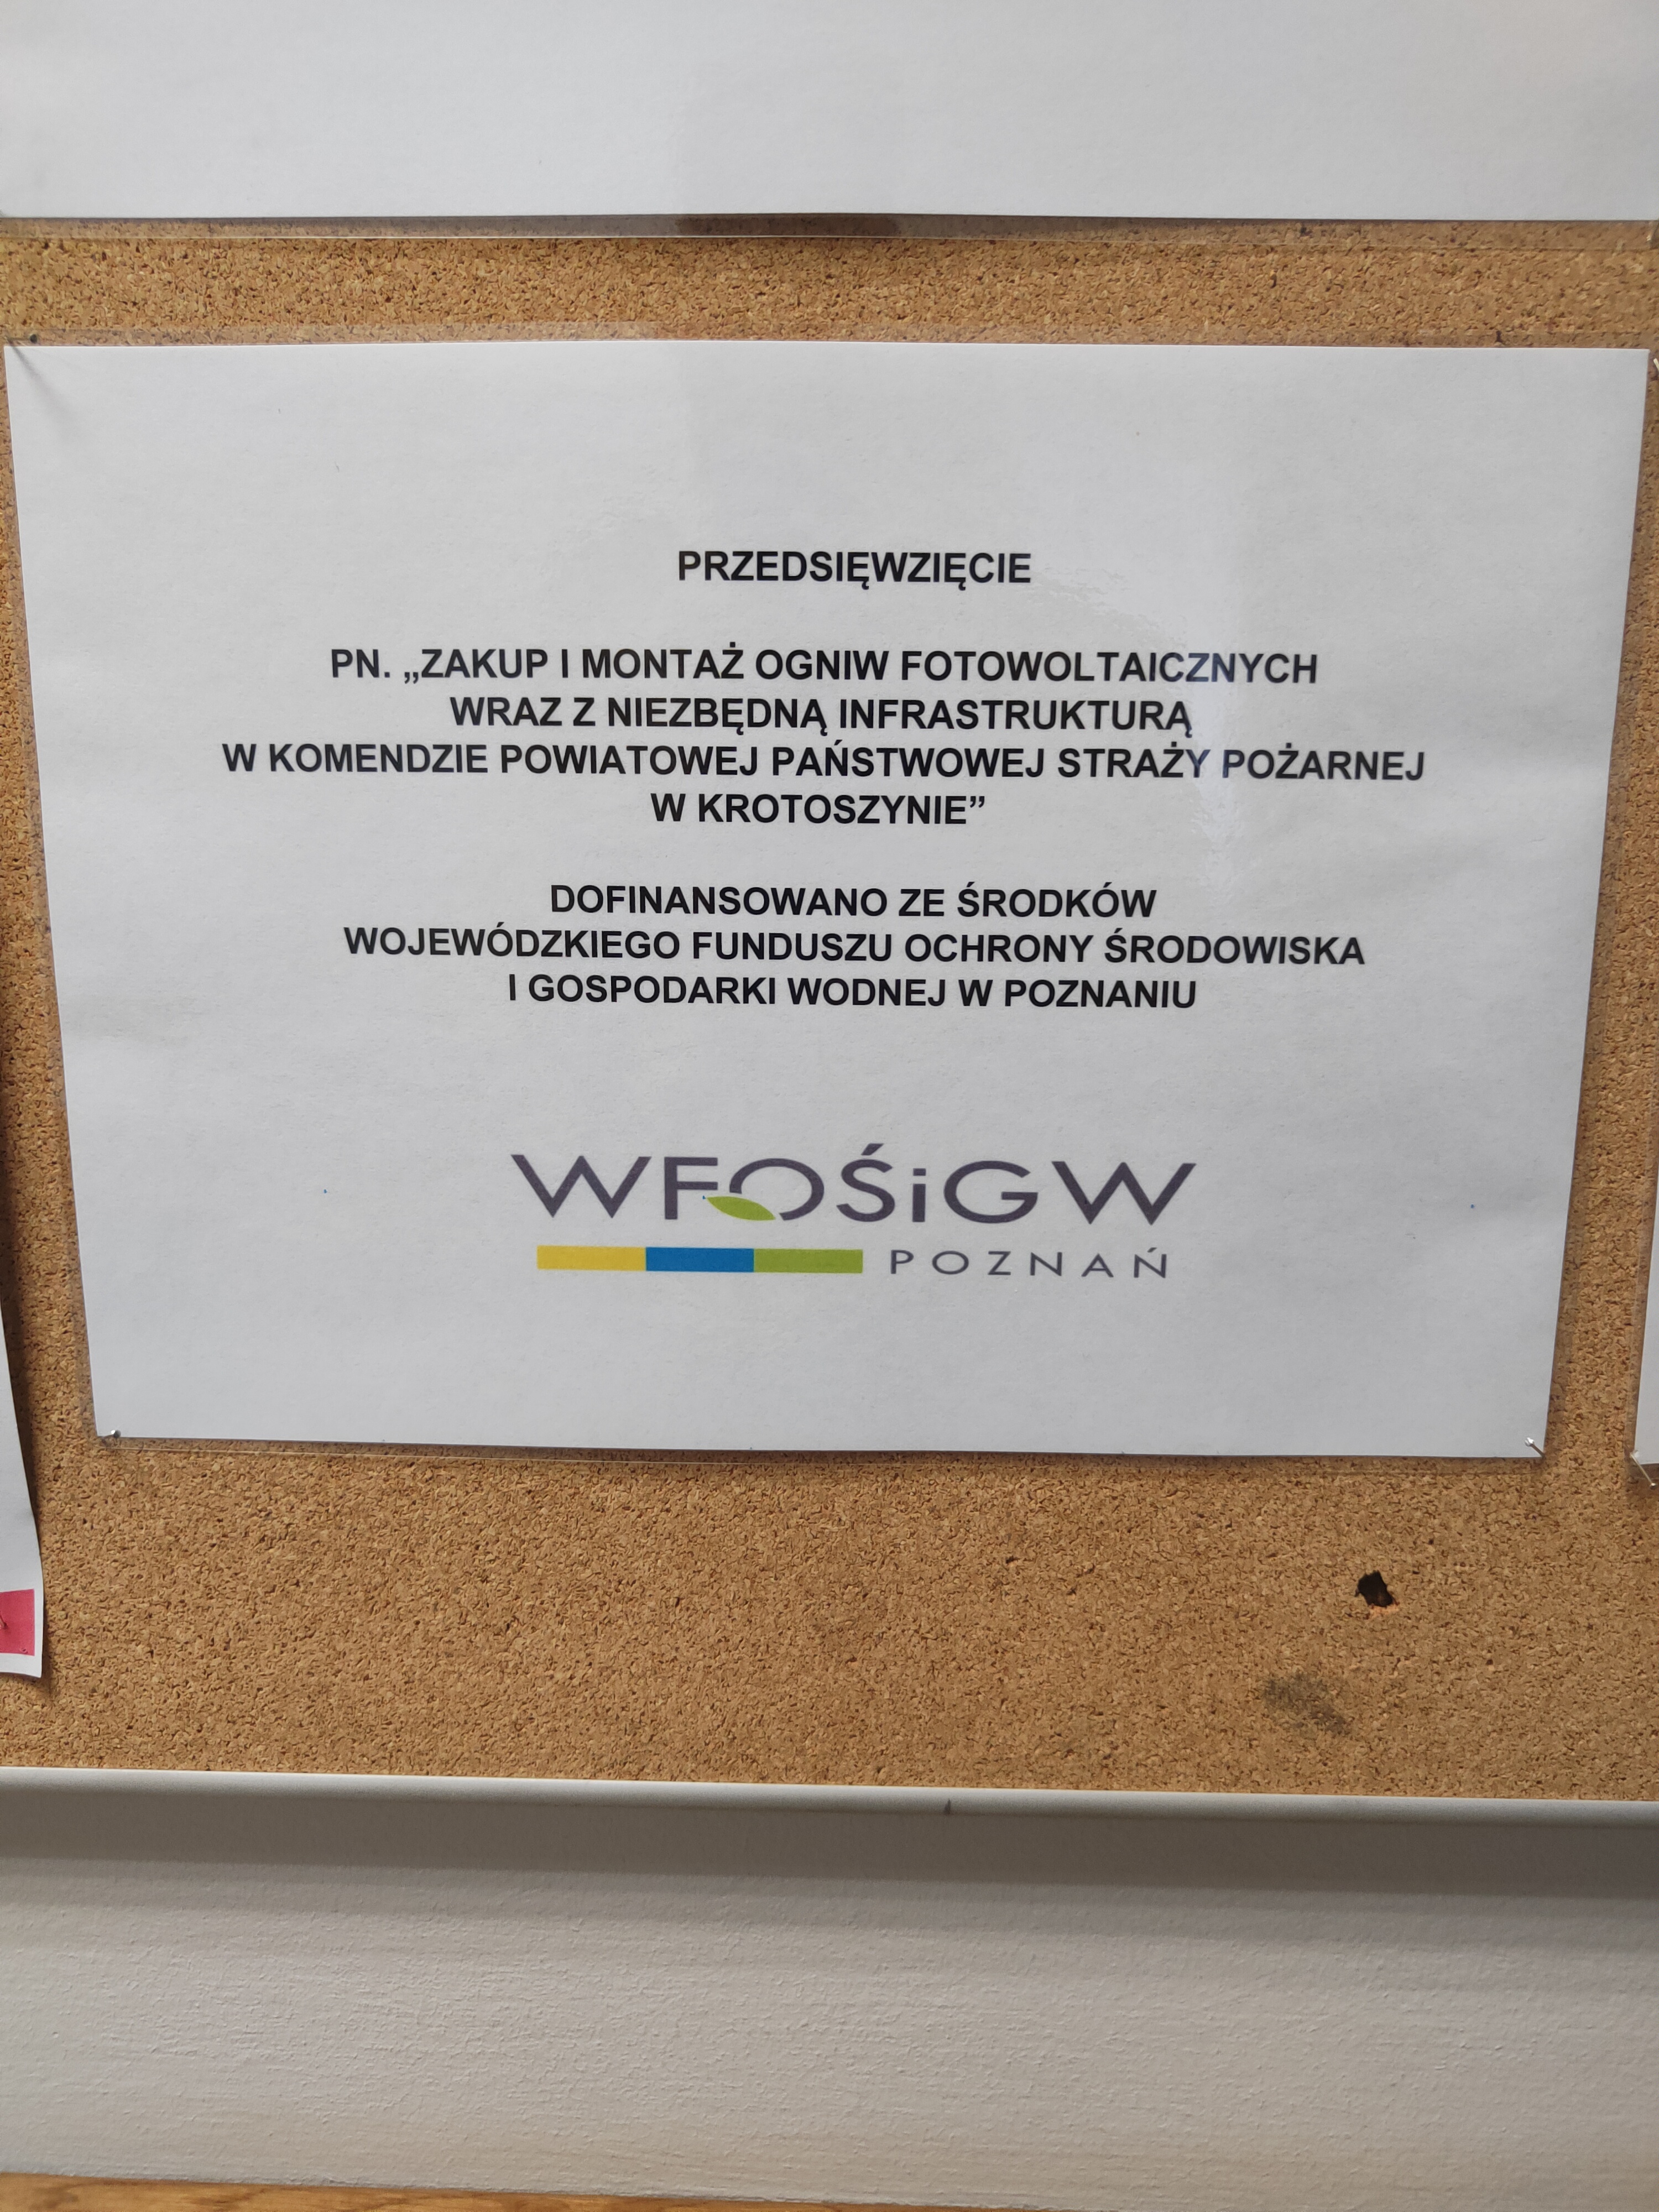 PRZEDSIĘWZIĘCIE
PN. „ZAKUP I MONTAŻ OGNIW FOTOWOLTAICZNYCH
WRAZ Z NIEZBĘDNĄ INFRASTRUKTURĄ
W KOMENDZIE POWIATOWEJ PAŃSTWOWEJ STRAŻY POŻARNEJ
W KROTOSZYNIE”
DOFINANSOWANO ZE ŚRODKÓW
WOJEWÓDZKIEGO FUNDUSZU OCHRONY ŚRODOWISKA
I GOSPODARKI WODNEJ W POZNANIU
WFOŚiGW
POZNAŃ